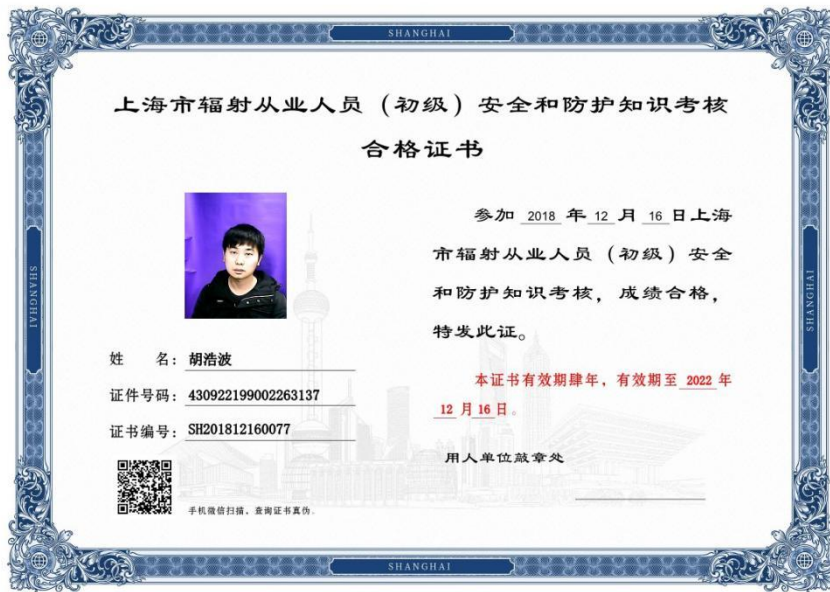 SHANGHAI
上海市辐射从业人员（初级）安全和防护知识考核
合格证书
参加 2018 年 12 月 16 日上海
市辐射从业人员（初级）安全
和防护知识考核，成绩合格，
特发此证。
姓 名：胡浩波
证件号码：430922199002263137
证书编号：SH201812160077
本证书有效期肆年，有效期至 2022 年
12 月 16 日。
用人单位敲章处
手机微信扫描，查询证书真伪.
SHANGHAI
SHANGHAI
SHANGHAI